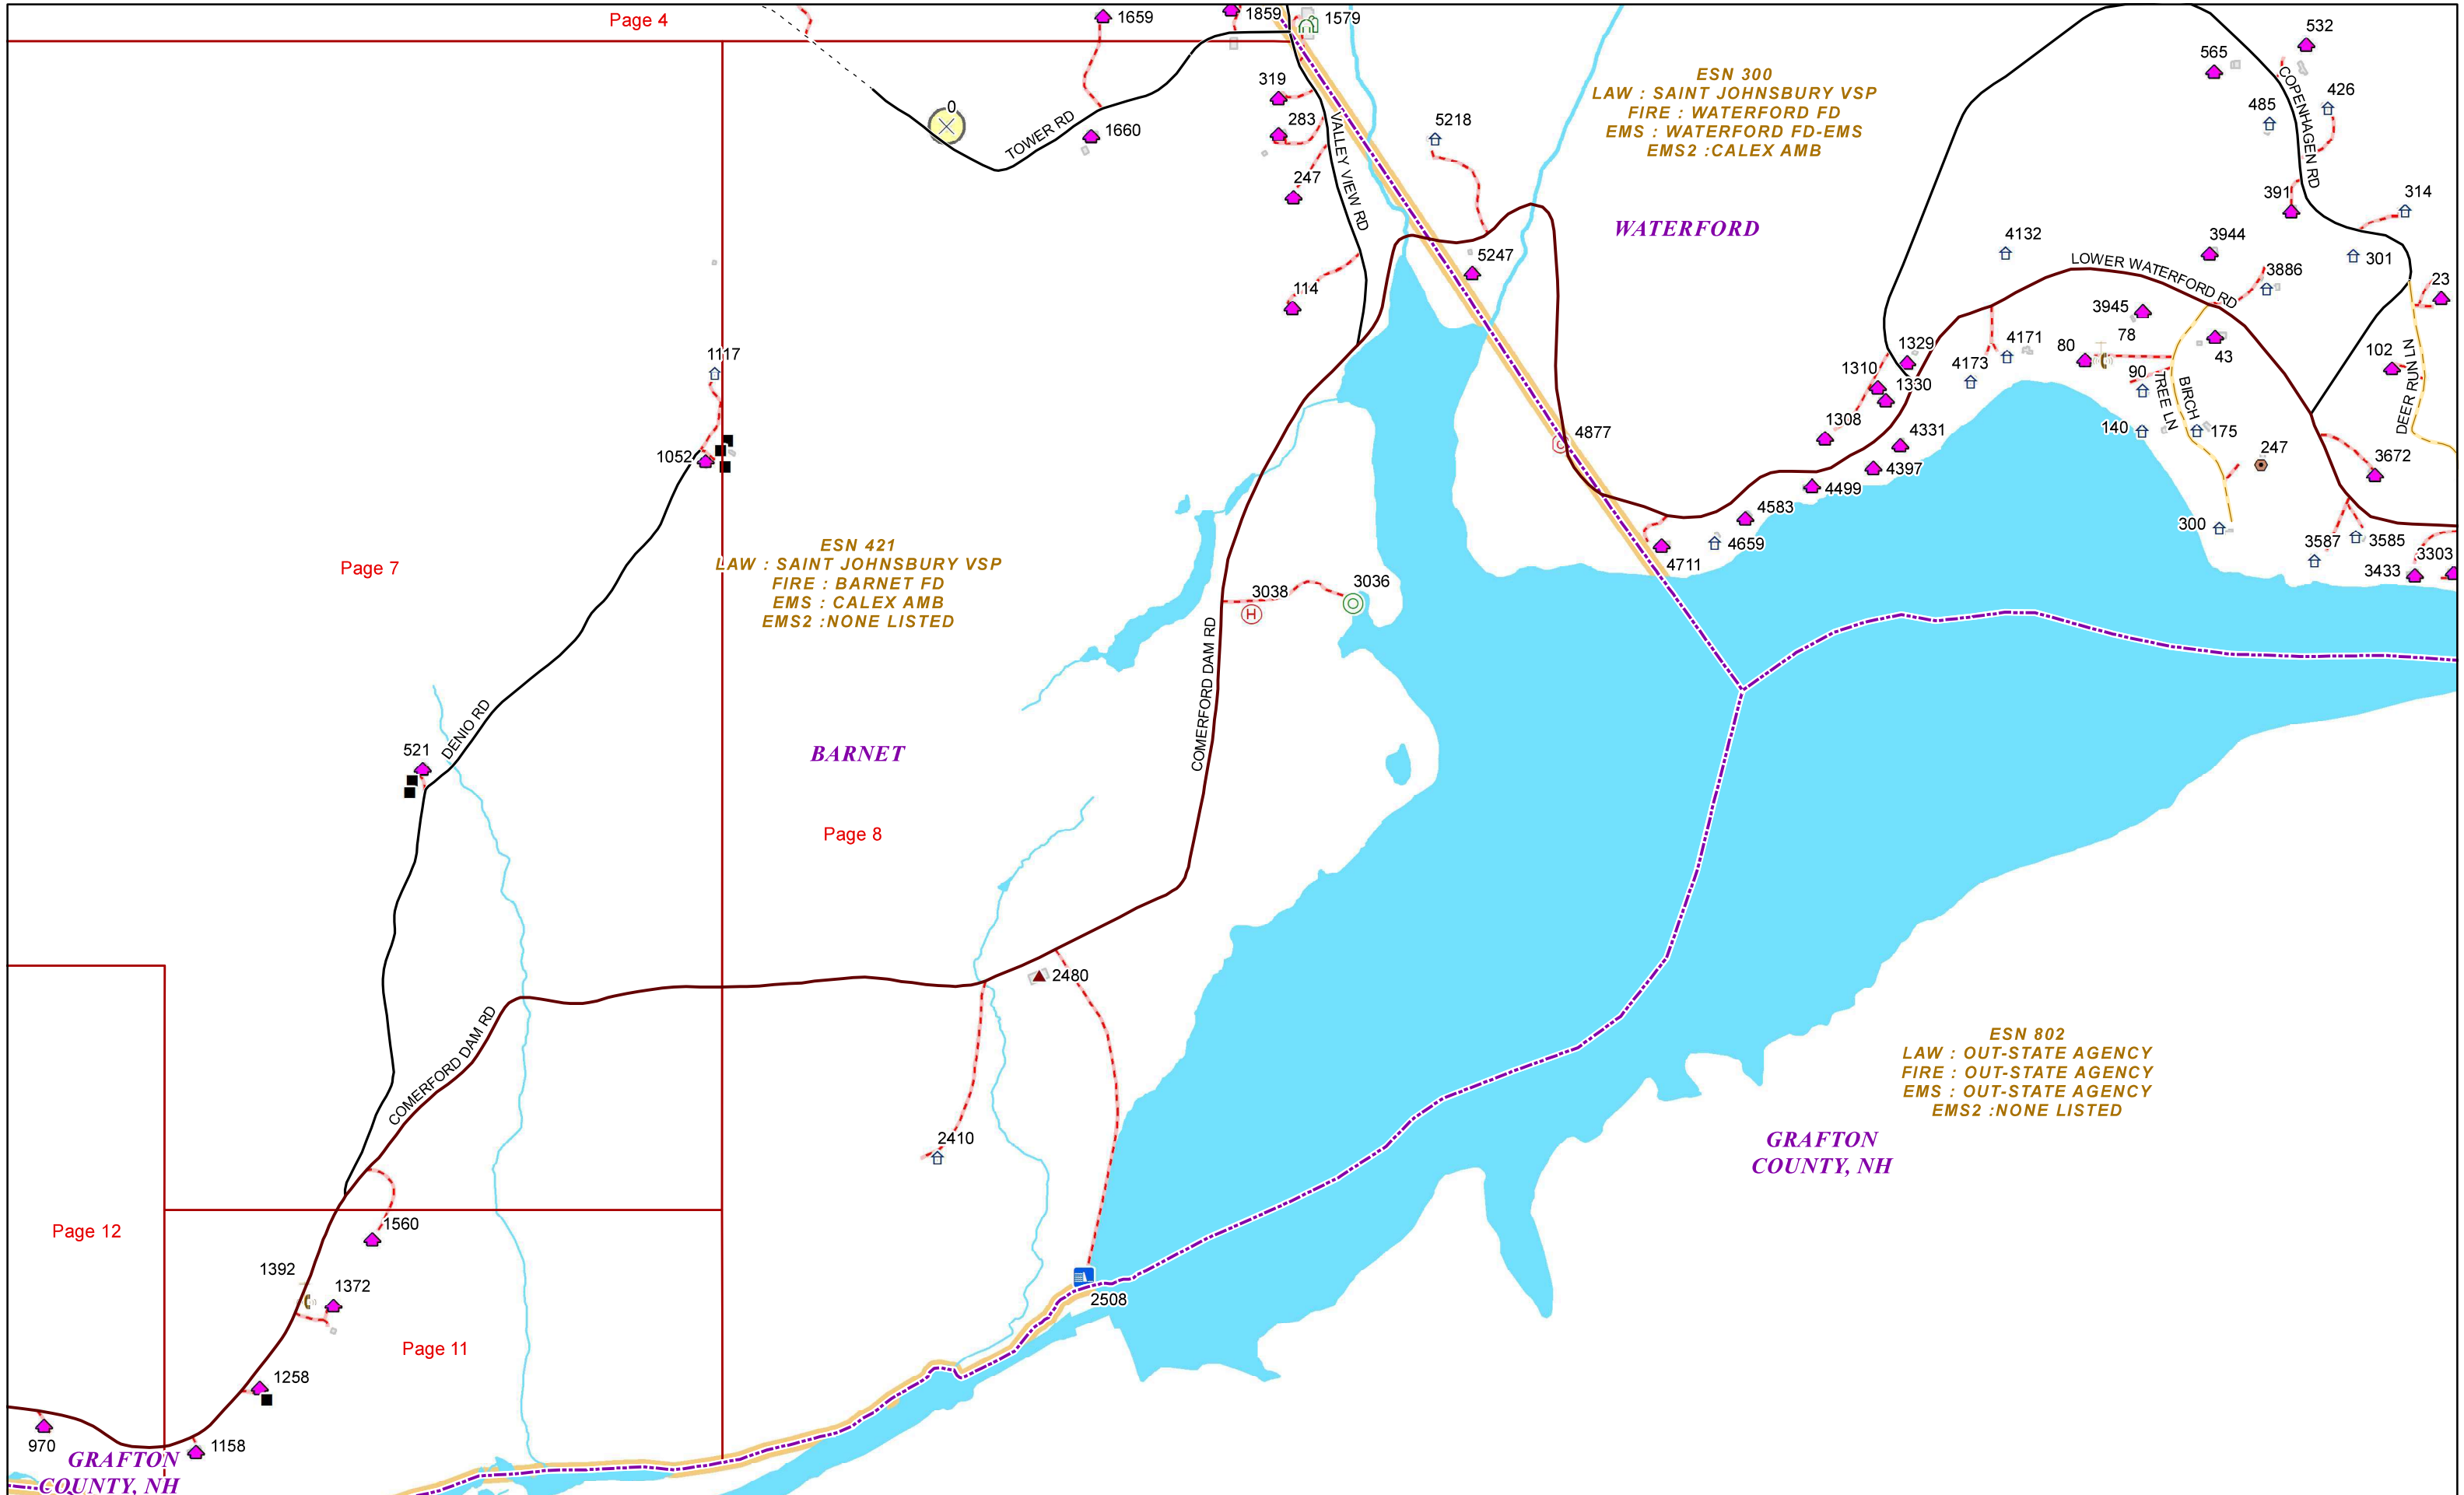 Page 4
1659
1859
1579
532
565
COPENHAGEN RD
426
485
319
283
TOWER RD
0
1660
VALLEY VIEW RD
5218
ESN 300
LAW : SAINT JOHNSBURY VSP
FIRE : WATERFORD FD
EMS : WATERFORD FD-EMS
EMS2 :CALEX AMB
247
391
314
WATERFORD
4132
3944
LOWER WATERFORD RD
301
3886
23
5247
114
3945
78
43
1117
1329
4171
80
102
DEER RUN LN
1310
1330
4173
90
BIRCH
TREE LN
1308
4877
4331
140
175
1052
4397
247
3672
4499
4583
300
4659
4711
3587
3585
3303
3433
Page 7
ESN 421
LAW : SAINT JOHNSBURY VSP
FIRE : BARNET FD
EMS : CALEX AMB
EMS2 :NONE LISTED
3038
3036
COMERFORD DAM RD
DENIO RD
521
BARNET
Page 8
2480
COMERFORD DAM RD
2410
ESN 802
LAW : OUT-STATE AGENCY
FIRE : OUT-STATE AGENCY
EMS : OUT-STATE AGENCY
EMS2 :NONE LISTED
GRAFTON
COUNTY, NH
Page 12
1560
1392
1372
2508
Page 11
1258
970
1158
GRAFTON
COUNTY, NH